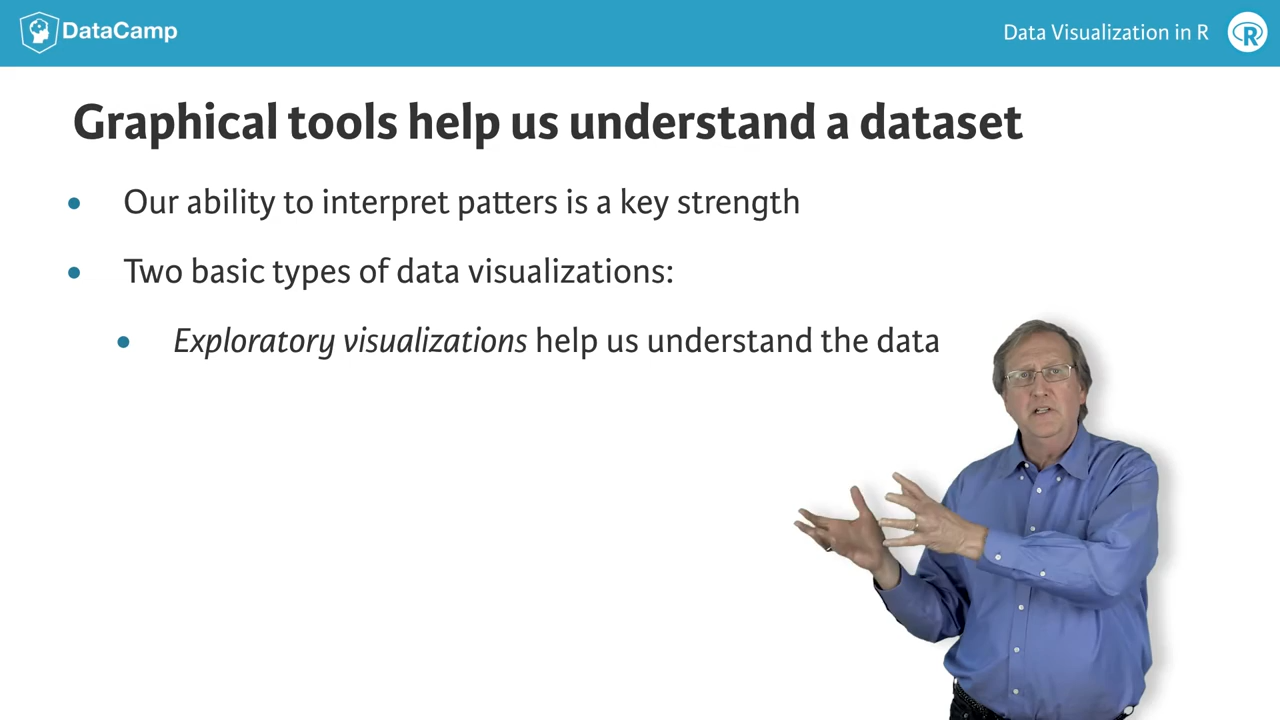 DataCamp
Data Visualization in R
R
Graphical tools help us understand a dataset
Our ability to interpret patters is a key strength
Two basic types of data visualizations:
Exploratory visualizations help us understand the data